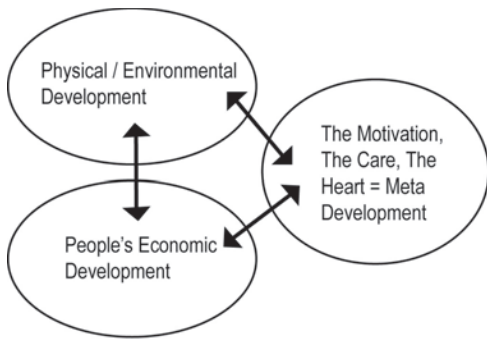 Physical / Environmental
Development
The Motivation,
The Care, The
Heart = Meta
Development
People's Economic
Development